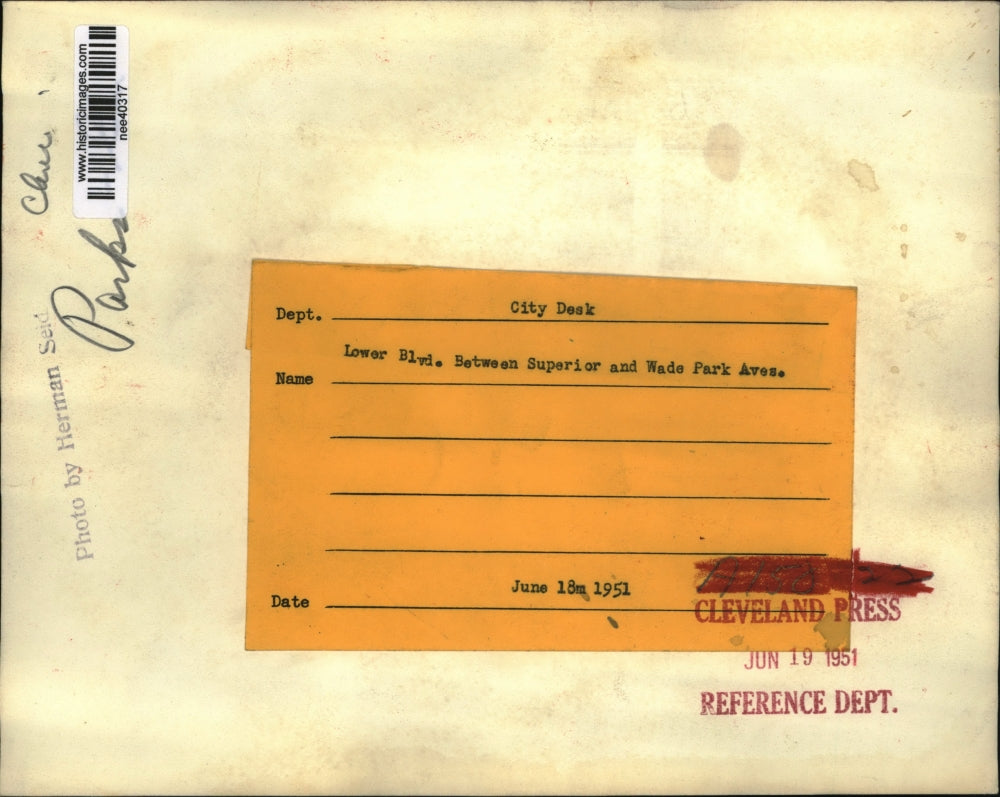 www.historicimages.com
nee40317
Cleve.
Parks
Photo by Herman Seid
Dept. City Desk
Lower Blvd. Between Superior and Wade Park Aves.
Name
June 18m 1951
Date
CLEVELAND PRESS
JUN 19 1951
REFERENCE DEPT.